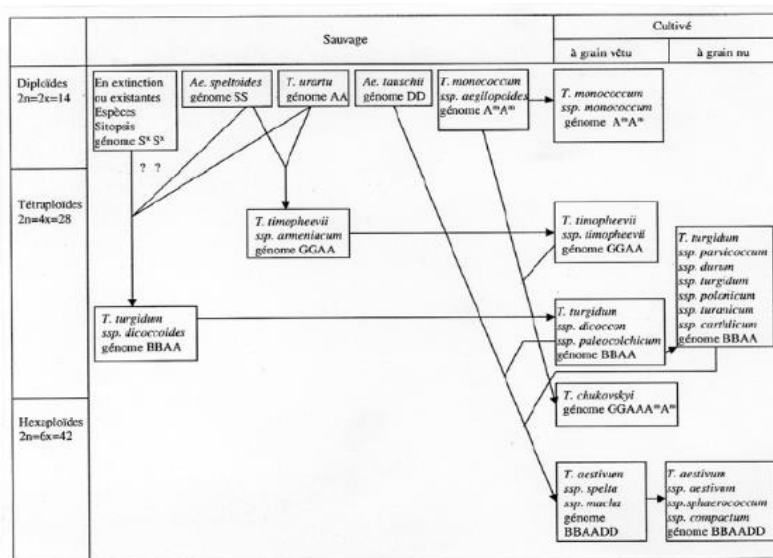 Sauvage
Cultivé
à grain vêtu
à grain nu
Diploïdes
2n=2x=14
En extinction
ou existantes
Espèces
Sitopsis
génome SˣSˣ
Ae. speltoides
génome SS
T. urartu
génome AA
Ae. tauschii
génome DD
T. monococcum
ssp. aegilopoides
génome AᵐAᵐ
T. monococcum
ssp. monococcum
génome AᵐAᵐ
? ?
Tétraploïdes
2n=4x=28
T. timopheevii
ssp. armeniacum
génome GGAA
T. timopheevii
ssp. timopheevii
génome GGAA
T. turgidum
ssp. parvicoccum
ssp. durum
ssp. turgidum
ssp. polonicum
ssp. turanicum
ssp. carthlicum
génome BBAA
T. turgidum
ssp. dicoccoides
génome BBAA
T. turgidum
ssp. dicoccon
ssp. paleocolchicum
génome BBAA
Hexaploïdes
2n=6x=42
T. chukovskyi
génome GGAAAᵐAᵐ
T. aestivum
ssp. spelta
ssp. macha
génome
BBAADD
T. aestivum
ssp. aestivum
ssp.sphaerococcum
ssp. compactum
génome BBAADD